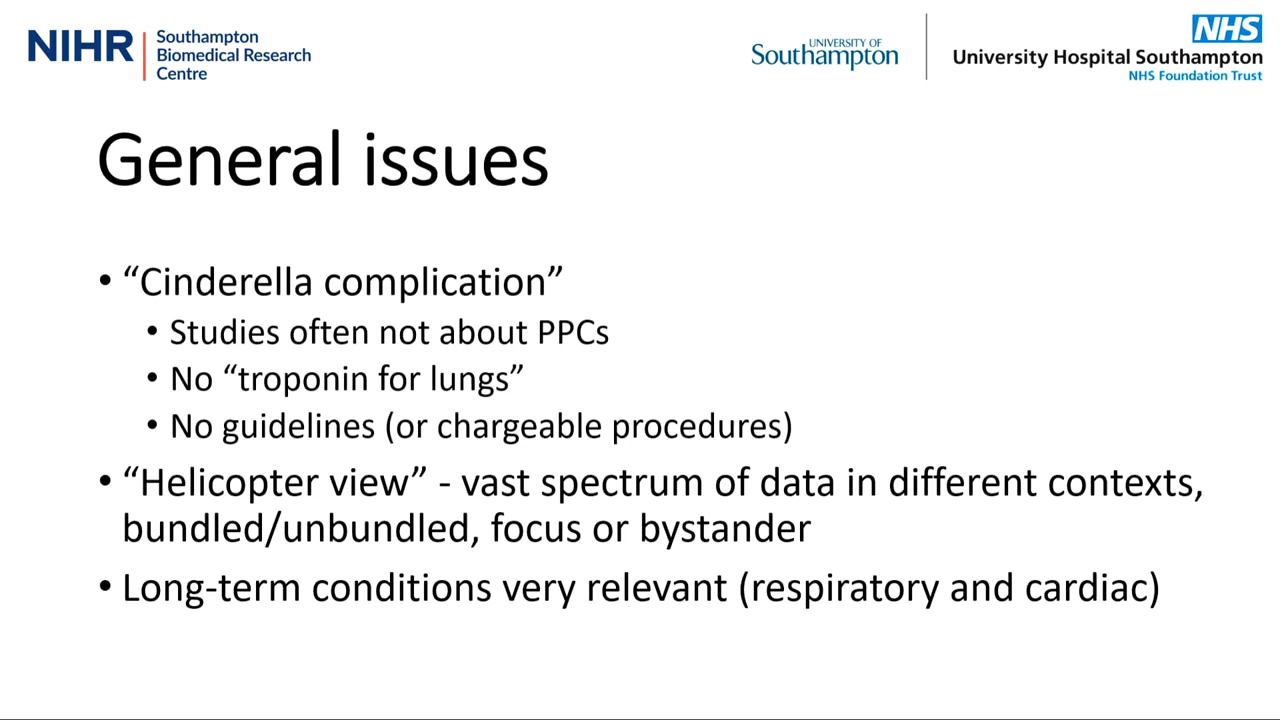 NIHR
Southampton
Biomedical Research
Centre
UNIVERSITY OF
Southampton
NHS
University Hospital Southampton
NHS Foundation Trust
General issues
• “Cinderella complication”
• Studies often not about PPCs
• No “troponin for lungs”
• No guidelines (or chargeable procedures)
• “Helicopter view” - vast spectrum of data in different contexts,
bundled/unbundled, focus or bystander
• Long-term conditions very relevant (respiratory and cardiac)